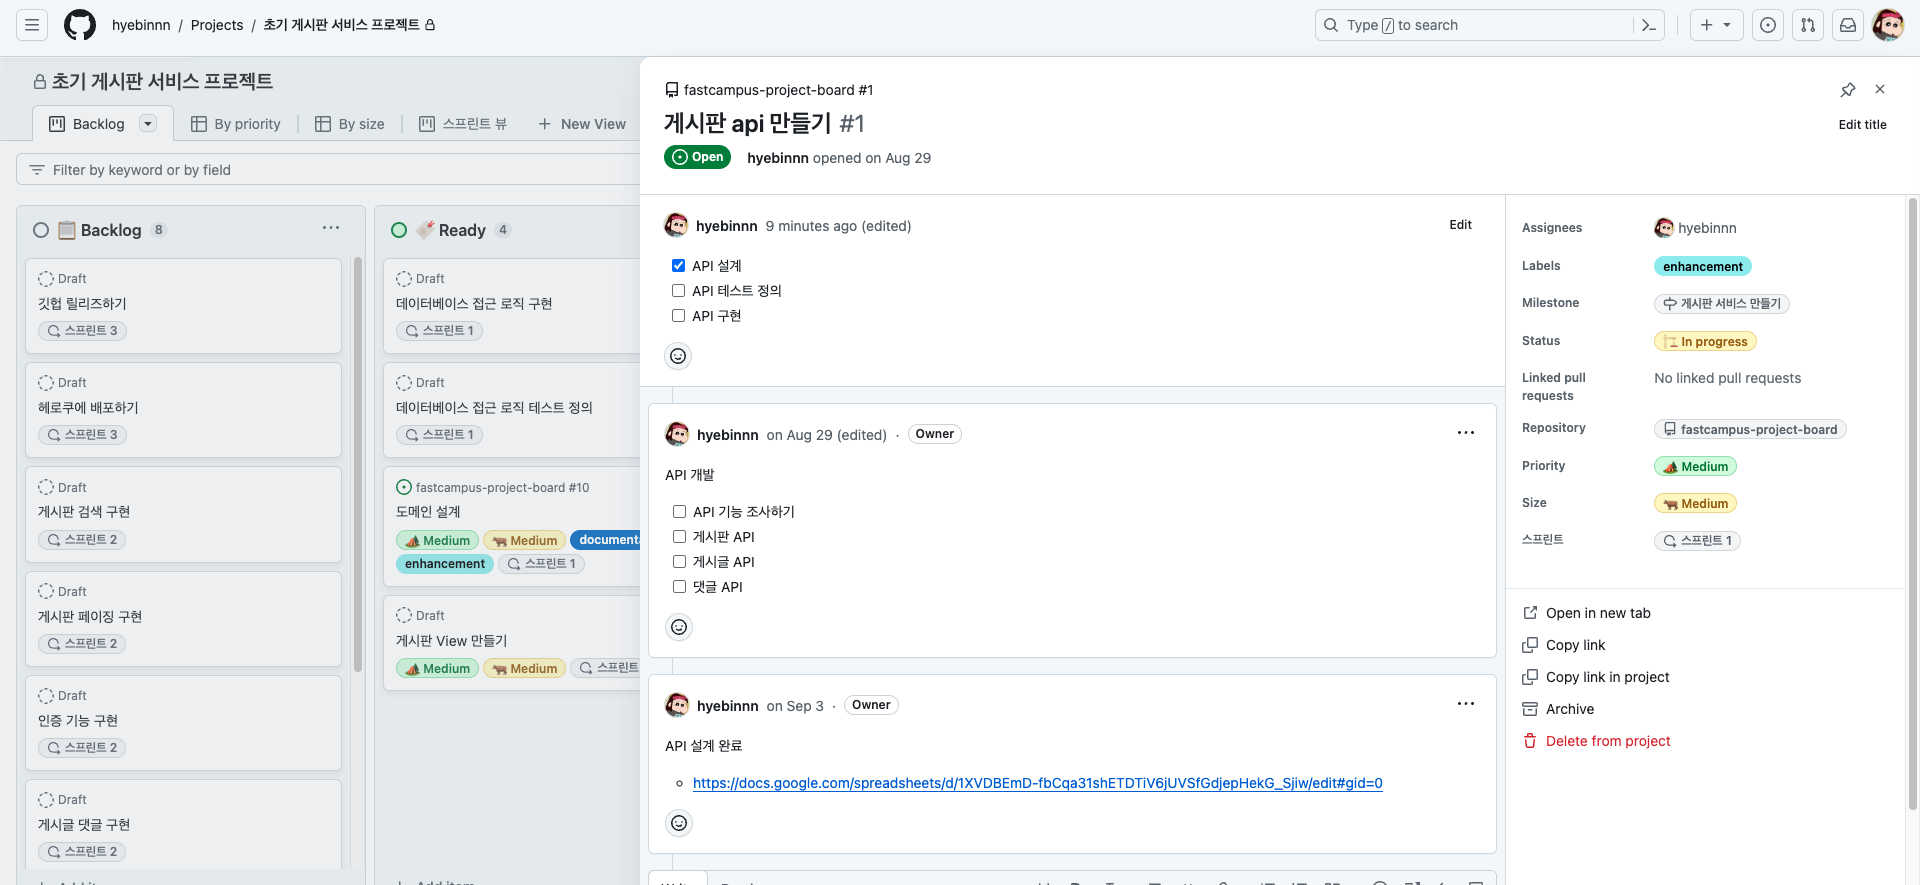 hyebinnn / Projects / 초기 게시판 서비스 프로젝트
Type / to search
초기 게시판 서비스 프로젝트
Backlog
By priority
By size
스프린트 뷰
New View
Filter by keyword or by field
Backlog 8
Draft
깃헙 릴리즈하기
스프린트 3
Draft
헤로쿠에 배포하기
스프린트 3
Draft
게시판 검색 구현
스프린트 2
Draft
게시판 페이징 구현
스프린트 2
Draft
인증 기능 구현
스프린트 2
Draft
게시글 댓글 구현
스프린트 2
Ready 4
Draft
데이터베이스 접근 로직 구현
스프린트 1
Draft
데이터베이스 접근 로직 테스트 정의
스프린트 1
fastcampus-project-board #10
도메인 설계
Medium Medium documenta
enhancement 스프린트 1
Draft
게시판 View 만들기
Medium Medium 스프린트
fastcampus-project-board #1
게시판 api 만들기 #1
Edit title
Open hyebinnn opened on Aug 29
hyebinnn 9 minutes ago (edited)
Edit
API 설계
API 테스트 정의
API 구현
hyebinnn on Aug 29 (edited) · Owner
API 개발
API 기능 조사하기
게시판 API
게시글 API
댓글 API
hyebinnn on Sep 3 · Owner
API 설계 완료
https://docs.google.com/spreadsheets/d/1XVDBEmD-fbCqa31shETDTiV6jUVSfGdjepHekG_Sjiw/edit#gid=0
Assignees hyebinnn
Labels enhancement
Milestone 게시판 서비스 만들기
Status In progress
Linked pull requests No linked pull requests
Repository fastcampus-project-board
Priority Medium
Size Medium
스프린트 스프린트 1
Open in new tab
Copy link
Copy link in project
Archive
Delete from project